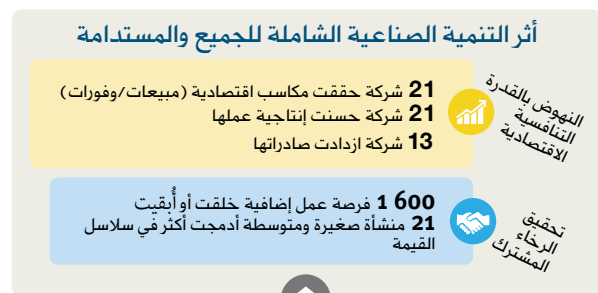 أثر التنمية الصناعية الشاملة للجميع والمستدامة
النهوض بالقدرة
التنافسية
الاقتصادية
21 شركة حققت مكاسب اقتصادية (مبيعات/وفورات)
21 شركة حسنت إنتاجية عملها
13 شركة ازدادت صادراتها
تحقيق
الرخاء
المشترك
1 600 فرصة عمل إضافية خلقت أو أُبقيت
21 منشأة صغيرة ومتوسطة أدمجت أكثر في سلاسل
القيمة